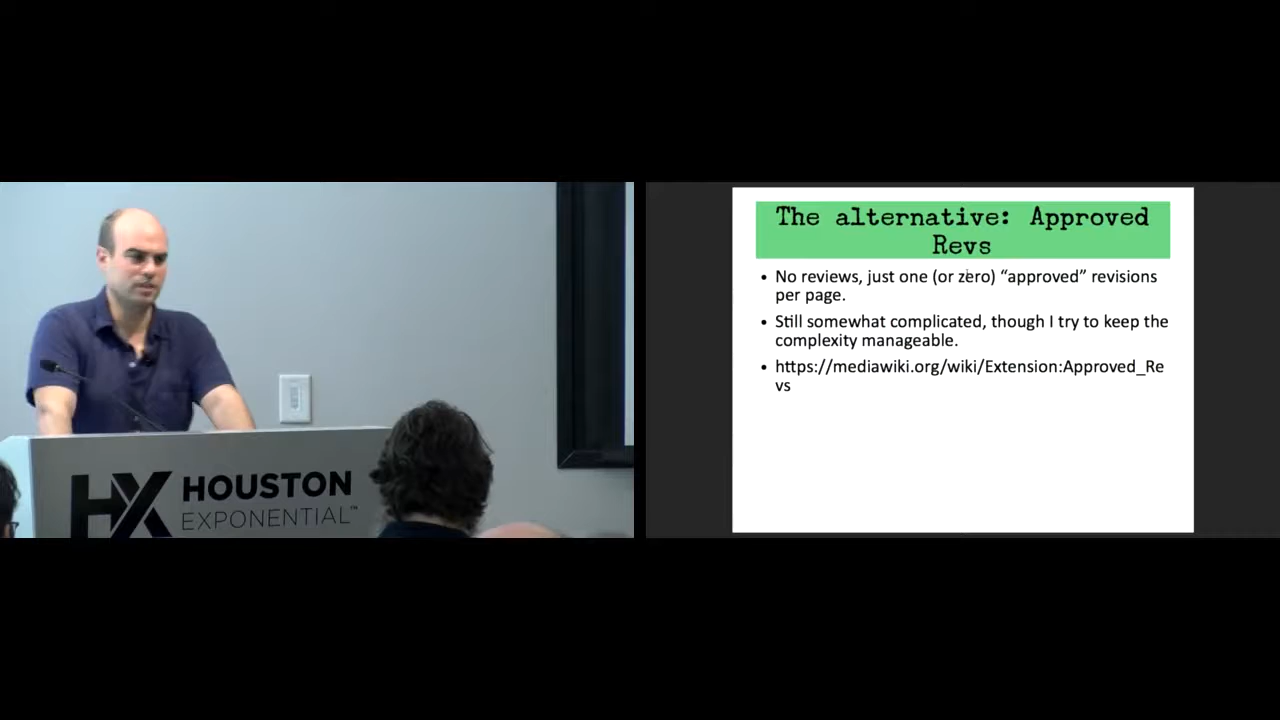 HX HOUSTON
EXPONENTIAL™
The alternative: Approved
Revs
• No reviews, just one (or zero) “approved” revisions
per page.
• Still somewhat complicated, though I try to keep the
complexity manageable.
• https://mediawiki.org/wiki/Extension:Approved_Re
vs